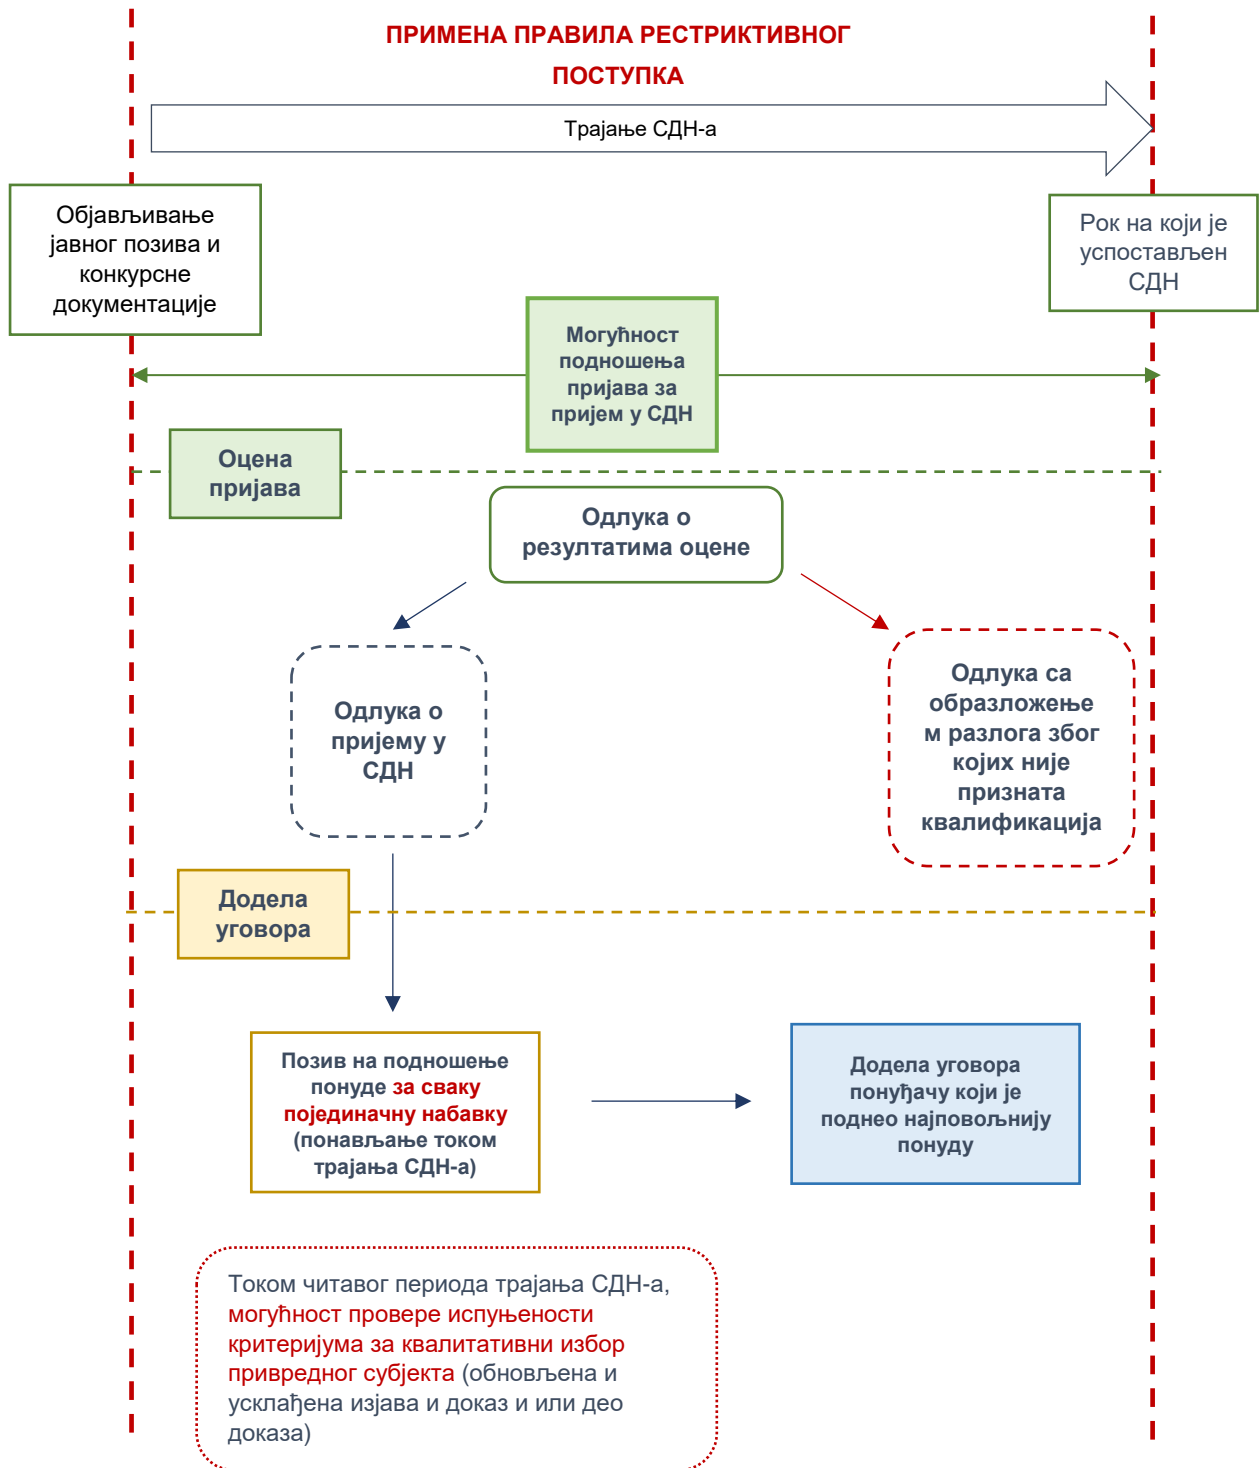 ПРИМЕНА ПРАВИЛА РЕСТРИКТИВНОГ
ПОСТУПКА
Трајање СДН-а
Објављивање
јавног позива и
конкурсне
документације
Рок на који је
успостављен
СДН
Могућност
подношења
пријава за
пријем у СДН
Оцена
пријава
Одлука о
резултатима оцене
Одлука о
пријему у
СДН
Одлука са
образложење
м разлога због
којих није
призната
квалификација
Додела
уговора
Позив на подношење
понуде за сваку
појединачну набавку
(понављање током
трајања СДН-а)
Додела уговора
понуђачу који је
поднео најповољнију
понуду
Током читавог периода трајања СДН-а,
могућност провере испуњености
критеријума за квалитативни избор
привредног субјекта (обновљена и
усклађена изјава и доказ и или део
доказа)